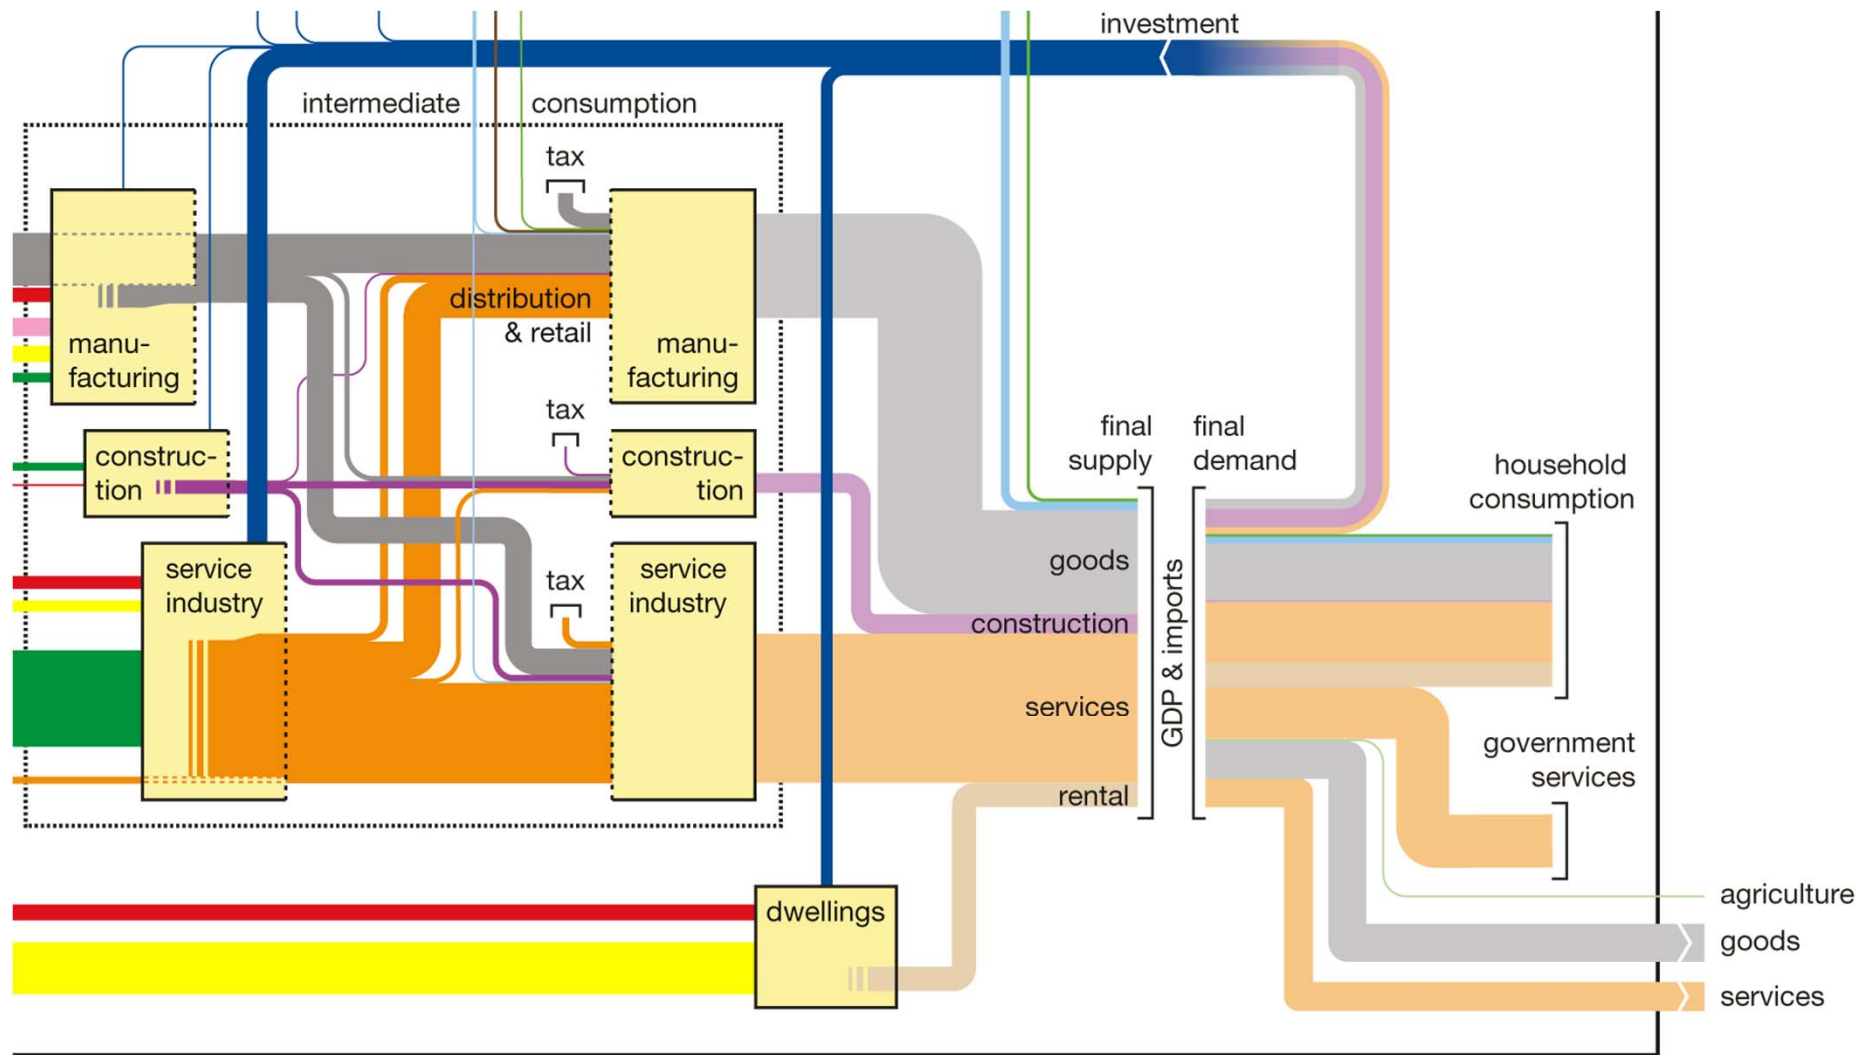 investment
intermediate
consumption
tax
distribution
& retail
manu-
facturing
manu-
facturing
tax
construc-
tion
construc-
tion
service
industry
tax
service
industry
final
supply
final
demand
household
consumption
goods
construction
services
rental
GDP & imports
government
services
dwellings
agriculture
goods
services